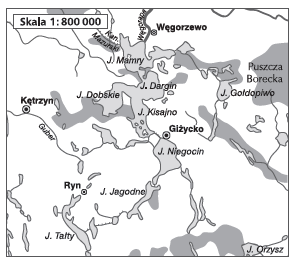 Skala 1 : 800 000
Węgorzewo
Kan.
Mazurski
Węgorapa
J. Mamry
Puszcza
Borecka
J. Dargin
J. Dobskie
J. Gołdapiwo
Kętrzyn
J. Kisajno
Guber
Giżycko
J. Niegocin
Ryn
J. Jagodne
J. Tałty
J. Orzysz